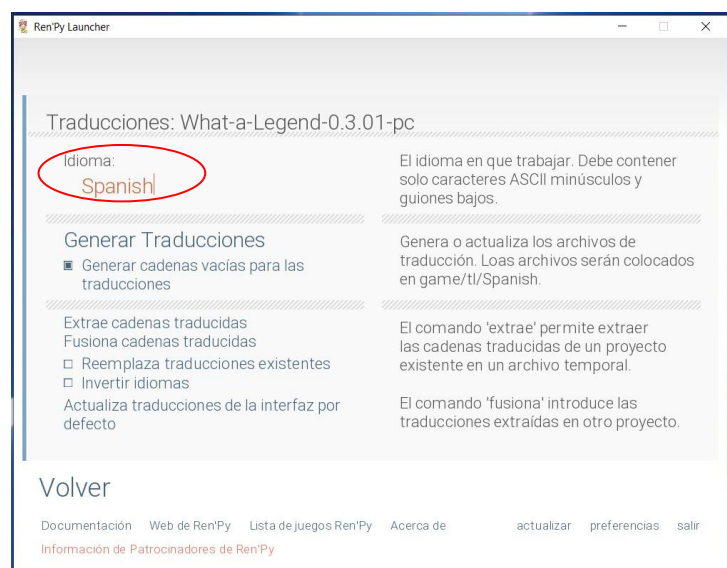 Ren'Py Launcher
Traducciones: What-a-Legend-0.3.01-pc
Idioma:
Spanish
El idioma en que trabajar. Debe contener
solo caracteres ASCII minúsculos y
guiones bajos.
Generar Traducciones
Generar cadenas vacías para las
traducciones
Genera o actualiza los archivos de
traducción. Loas archivos serán colocados
en game/tl/Spanish.
Extrae cadenas traducidas
Fusiona cadenas traducidas
Reemplaza traducciones existentes
Invertir idiomas
Actualiza traducciones de la interfaz por
defecto
El comando 'extrae' permite extraer
las cadenas traducidas de un proyecto
existente en un archivo temporal.
El comando 'fusiona' introduce las
traducciones extraídas en otro proyecto.
Volver
Documentación Web de Ren'Py Lista de juegos Ren'Py Acerca de actualizar preferencias salir
Información de Patrocinadores de Ren'Py